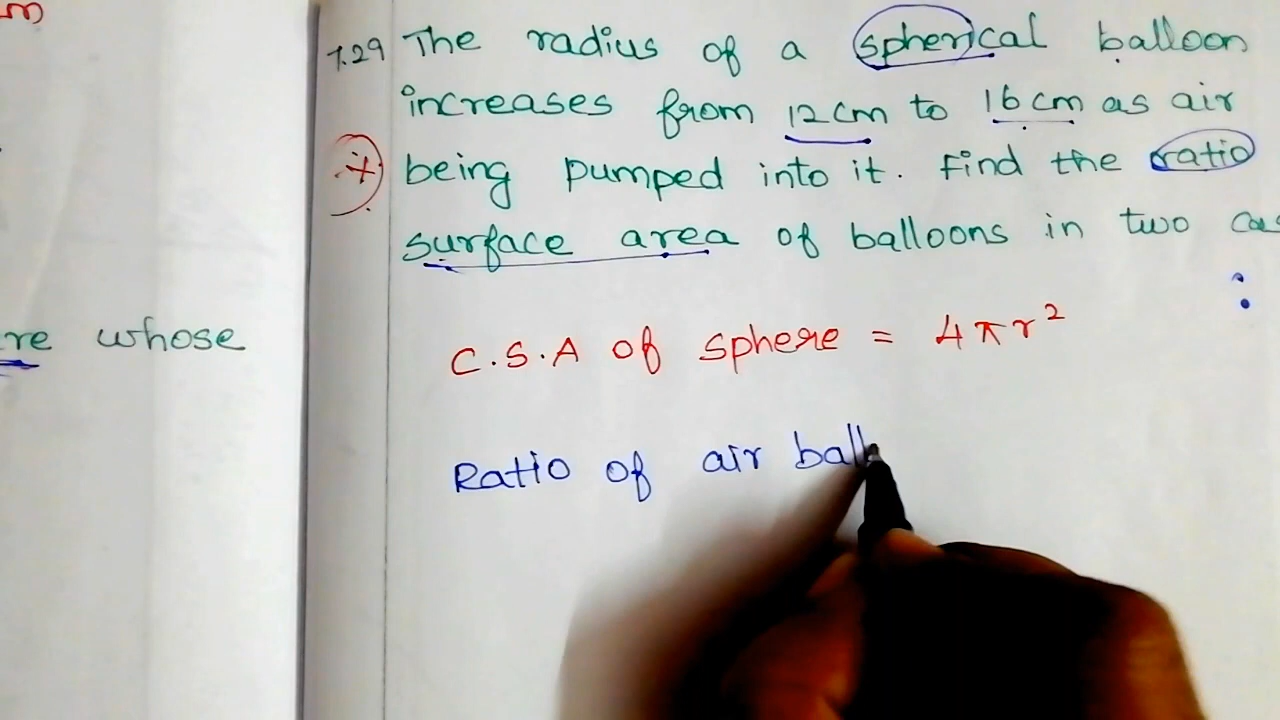 7.29 The radius of a spherical balloon
increases from 12cm to 16cm as air
being pumped into it. Find the ratio
surface area of balloons in two
:
re whose
C.S.A of sphere = 4πr²
Ratio of air ball